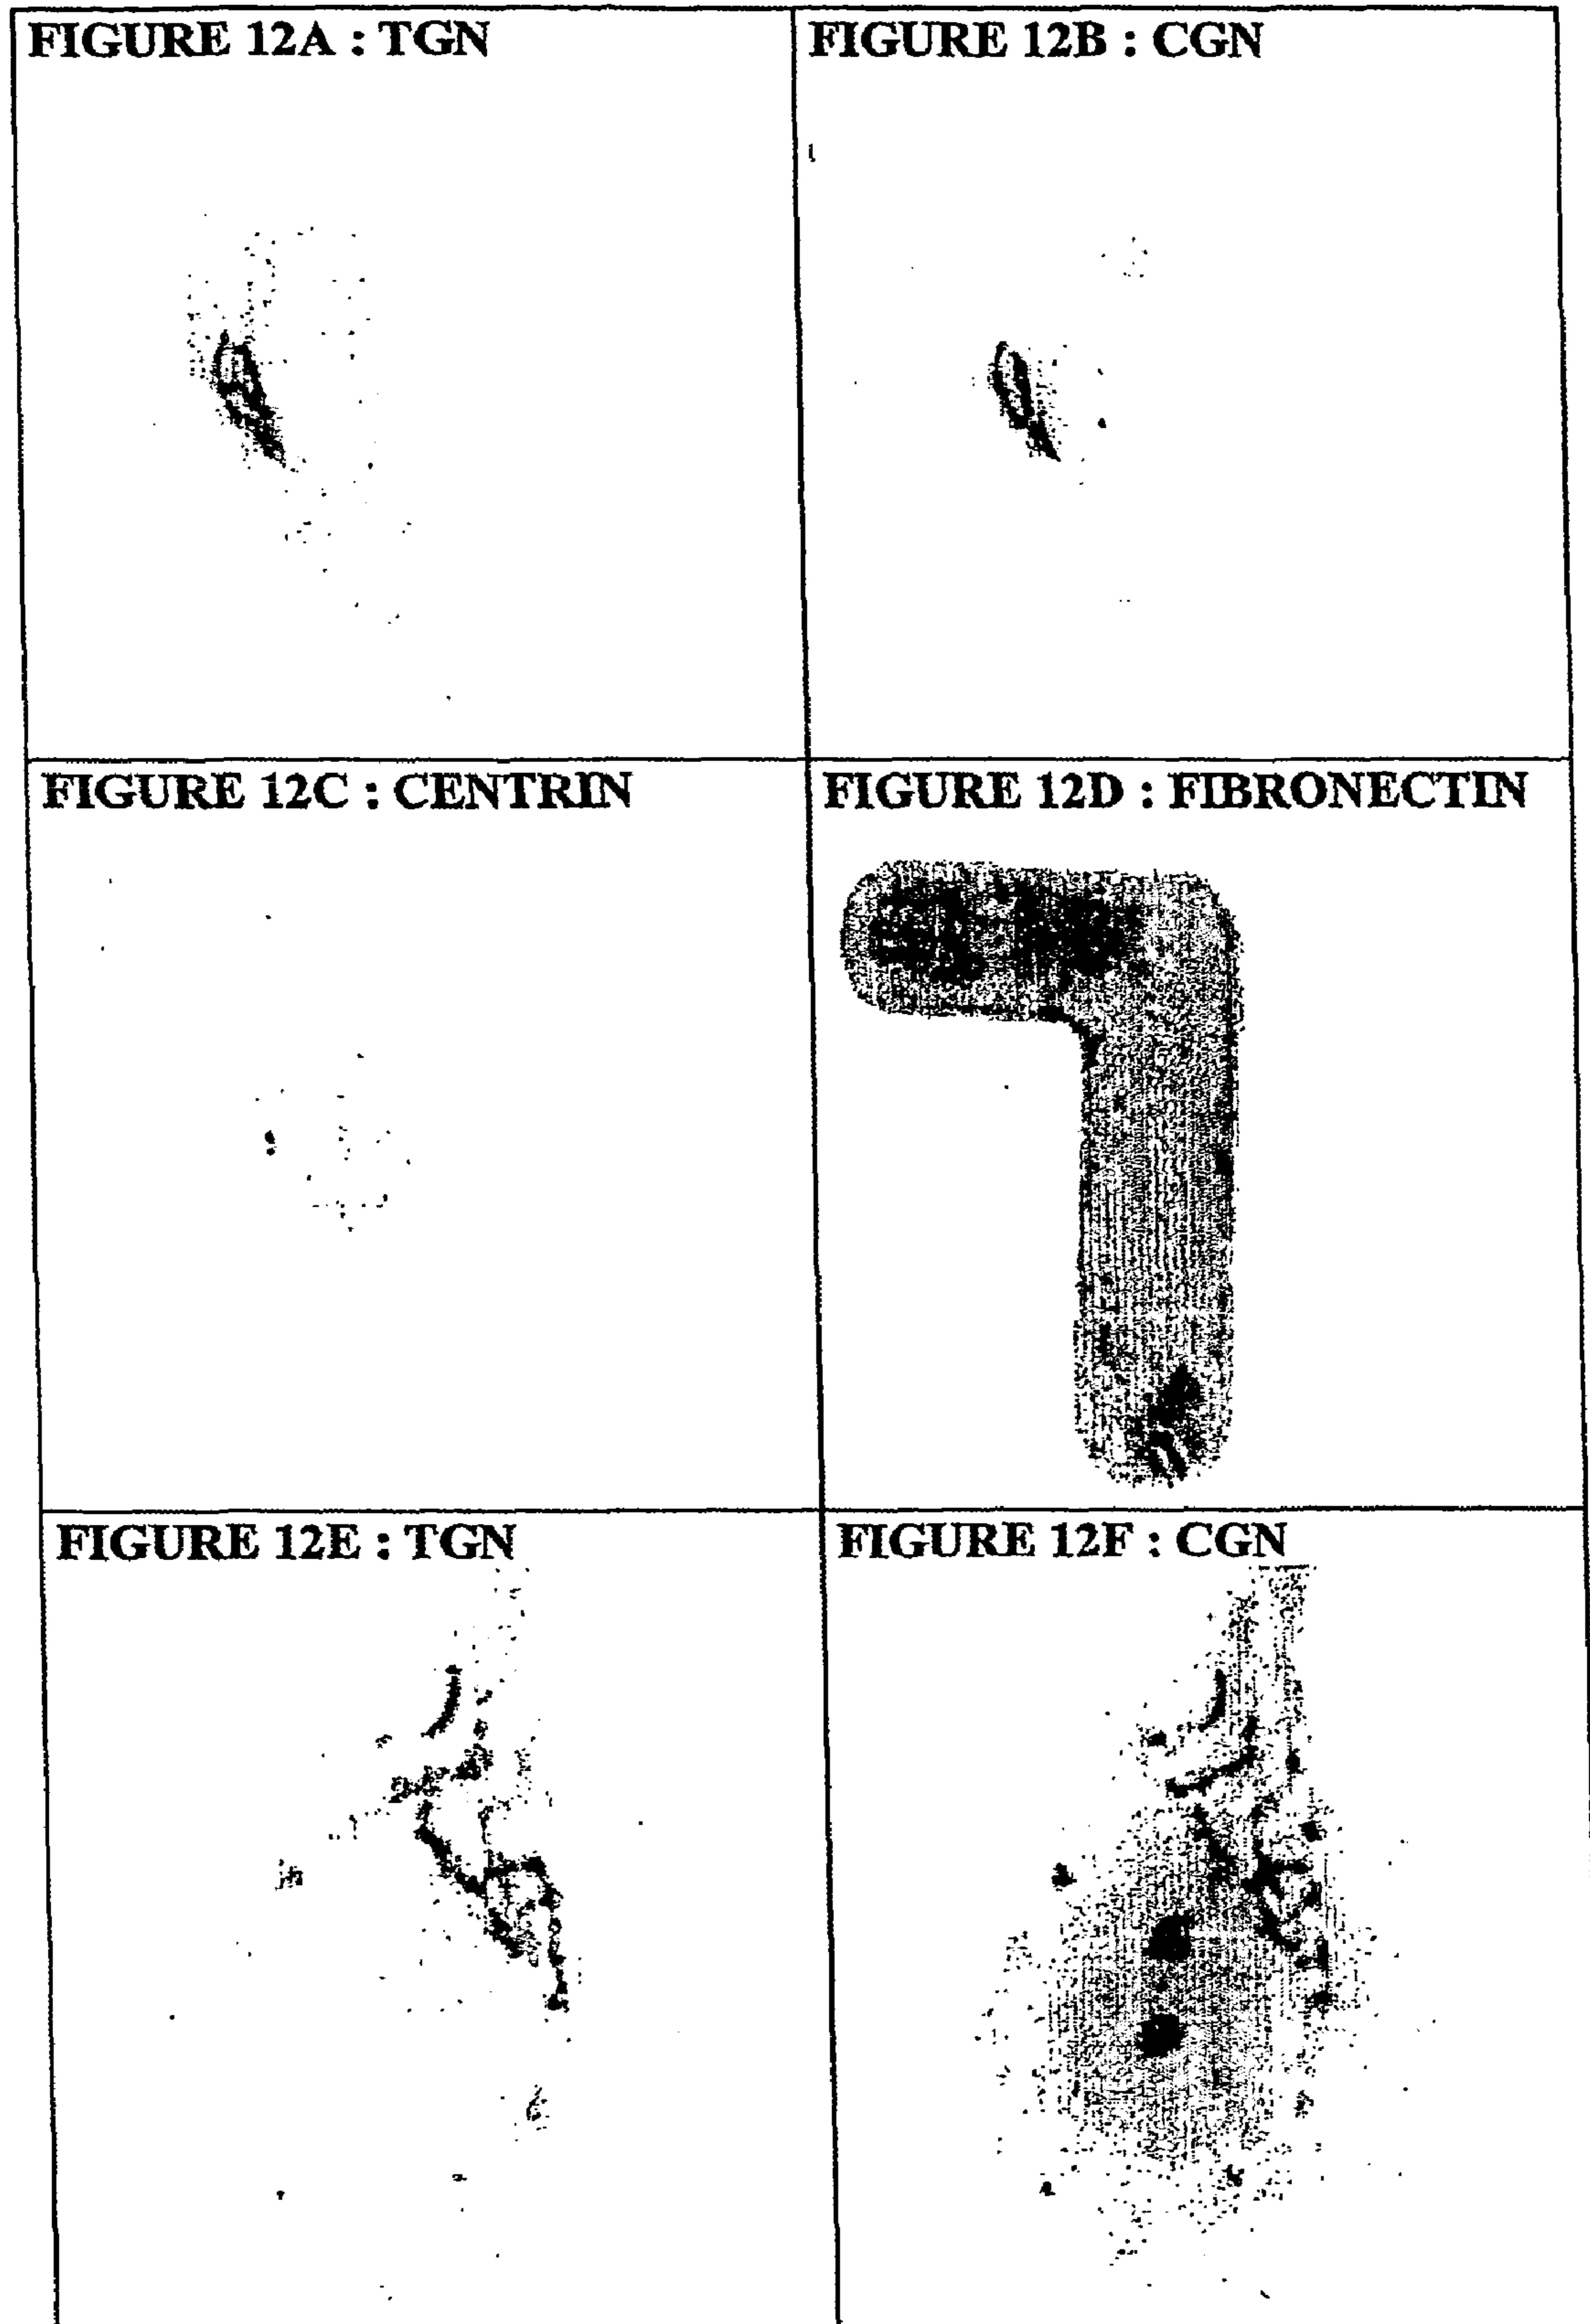 FIGURE 12A : TGN
FIGURE 12B : CGN
FIGURE 12C : CENTRIN
FIGURE 12D : FIBRONECTIN
FIGURE 12E : TGN
FIGURE 12F : CGN